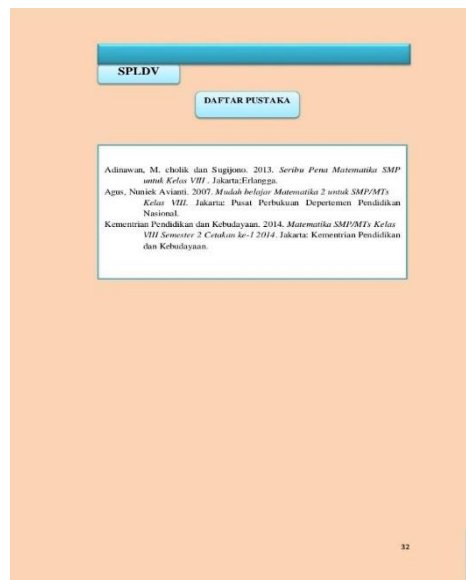 SPLDV
DAFTAR PUSTAKA
Adinawan, M. cholik dan Sugijono. 2013. Seribu Pena Matematika SMP
untuk Kelas VIII . Jakarta:Erlangga.
Agus, Nuniek Avianti. 2007. Mudah belajar Matematika 2 untuk SMP/MTs
Kelas VIII. Jakarta: Pusat Perbukuan Depertemen Pendidikan
Nasional.
Kementrian Pendidikan dan Kebudayaan. 2014. Matematika SMP/MTs Kelas
VIII Semester 2 Cetakan ke-1 2014. Jakarta: Kementrian Pendidikan
dan Kebudayaan.
32